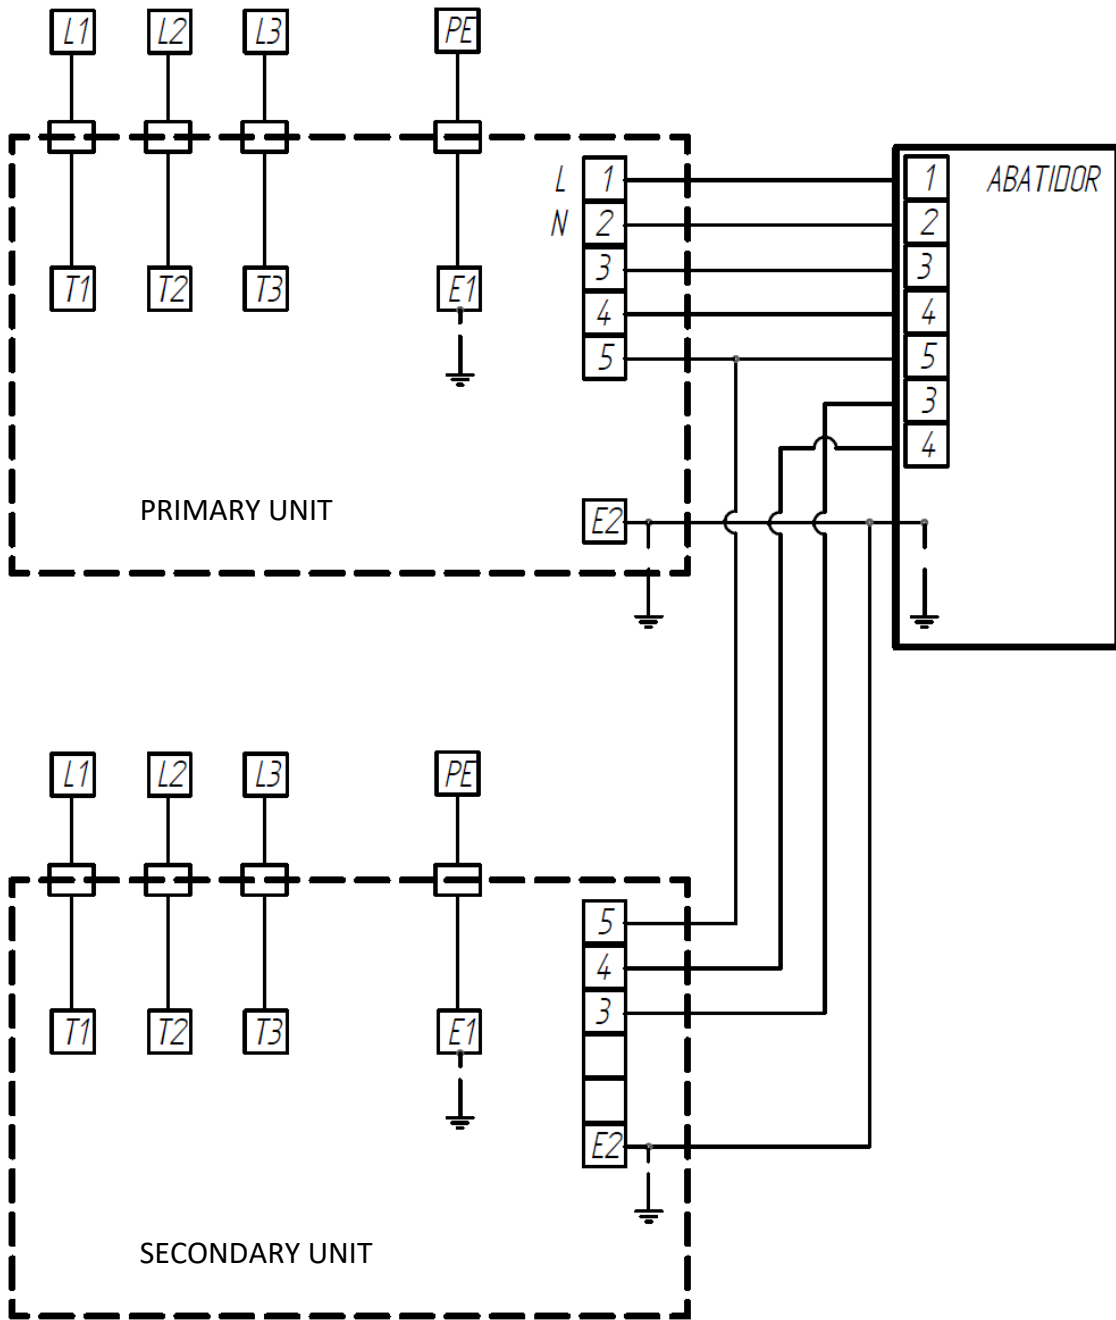 L1 L2 L3 PE
L 1 1 ABATIDOR
N 2 2
3 3
T1 T2 T3 E1
4 4
5 5
3
4
PRIMARY UNIT
E2
L1 L2 L3 PE
5
4
3
T1 T2 T3 E1
E2
SECONDARY UNIT